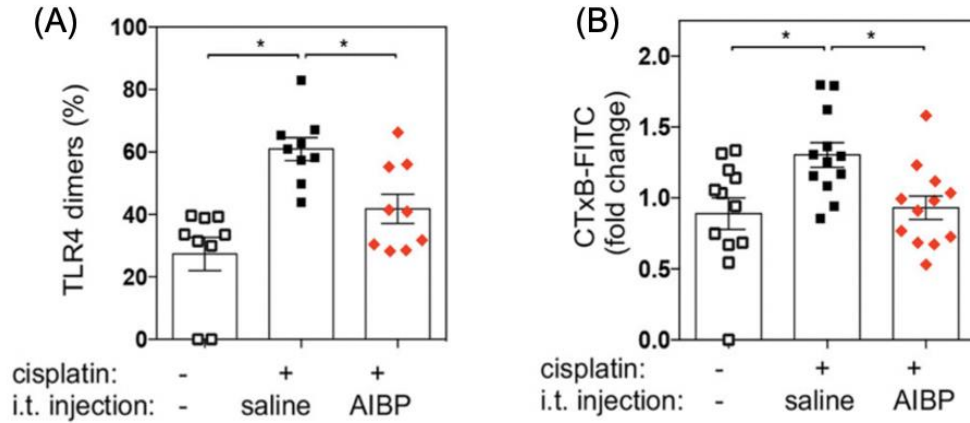 (A)
TLR4 dimers (%)
100
80
60
40
20
0
* *
cisplatin: - + +
i.t. injection: - saline AIBP
(B)
CTxB-FITC
(fold change)
2.0
1.5
1.0
0.5
0.0
* *
cisplatin: - + +
i.t. injection: - saline AIBP